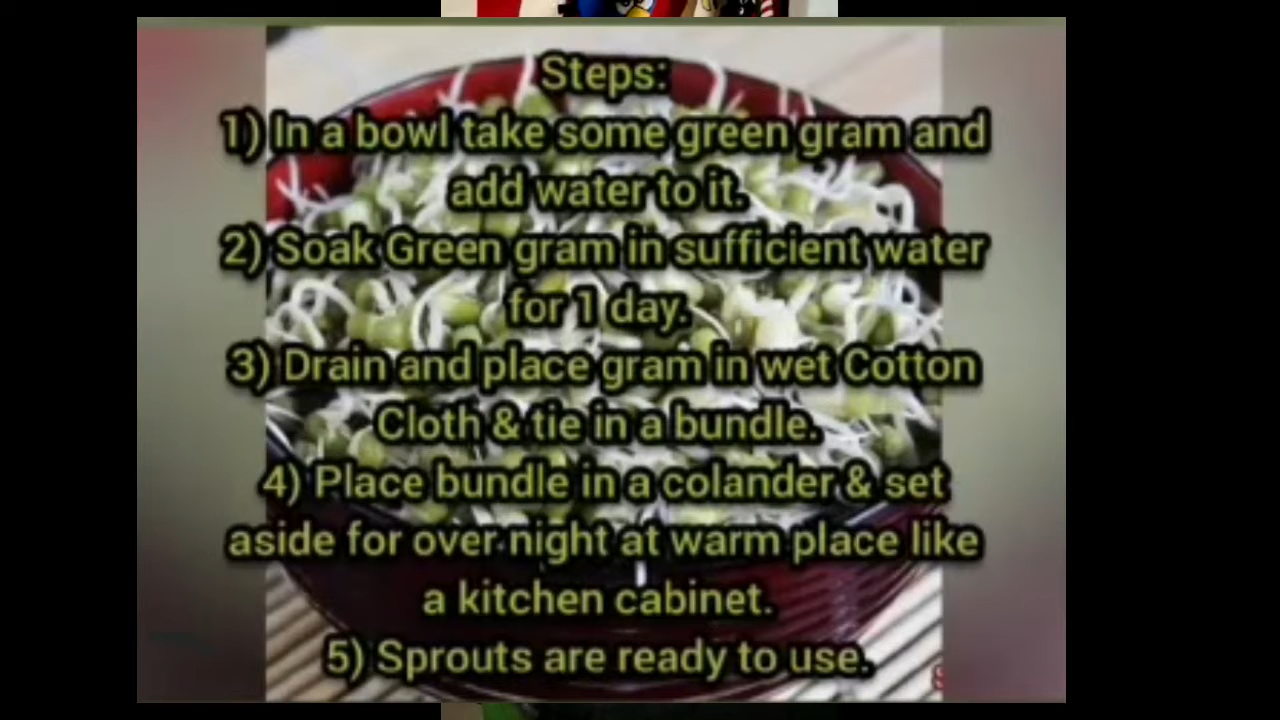 Steps:
1) In a bowl take some green gram and
add water to it.
2) Soak Green gram in sufficient water
for 1 day.
3) Drain and place gram in wet Cotton
Cloth & tie in a bundle.
4) Place bundle in a colander & set
aside for over night at warm place like
a kitchen cabinet.
5) Sprouts are ready to use.